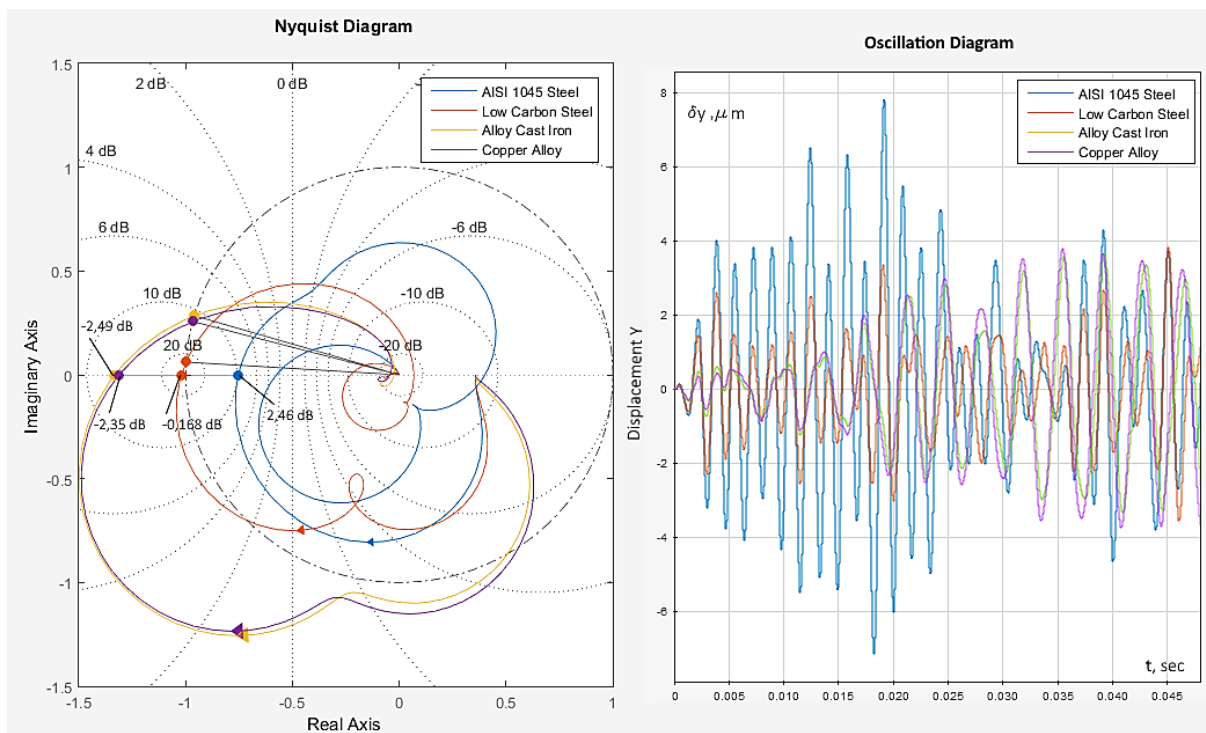 Nyquist Diagram
1.5
2 dB
0 dB
AISI 1045 Steel
Low Carbon Steel
Alloy Cast Iron
Copper Alloy
4 dB
1
6 dB
-6 dB
0.5
10 dB
-10 dB
-2,49 dB
20 dB
-20 dB
0
-2,35 dB
-0,168 dB
2,46 dB
-0.5
-1
-1.5
-1.5
-1
-0.5
0
0.5
1
Real Axis
Imaginary Axis
Oscillation Diagram
δy ,μ m
AISI 1045 Steel
Low Carbon Steel
Alloy Cast Iron
Copper Alloy
8
6
4
2
0
-2
-4
-6
t, sec
0
0.005
0.010
0.015
0.020
0.025
0.030
0.035
0.040
0.045
Displacement Y